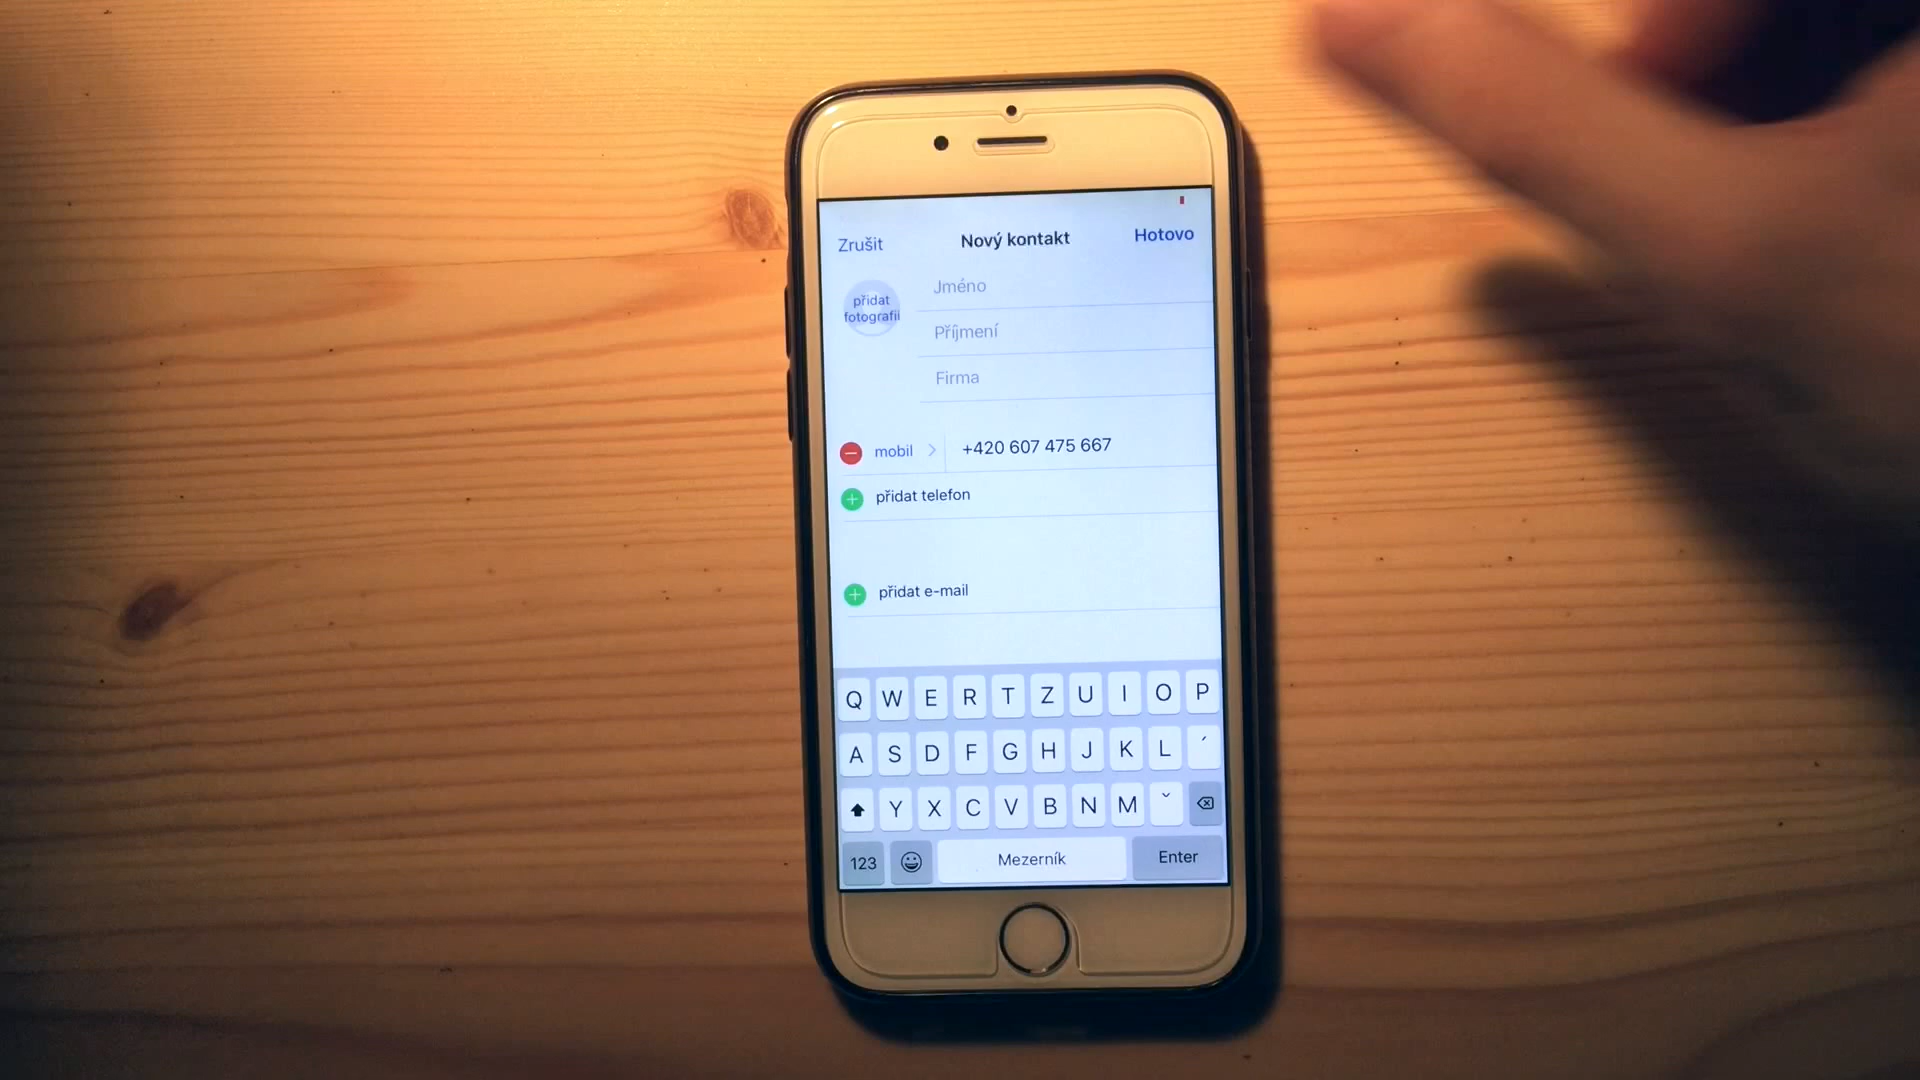 Zrušit Nový kontakt Hotovo
přidat
fotografii
Jméno
Příjmení
Firma
mobil +420 607 475 667
přidat telefon
přidat e-mail
Q W E R T Z U I O P
A S D F G H J K L ´
Y X C V B N M ˇ
123 Mezerník Enter